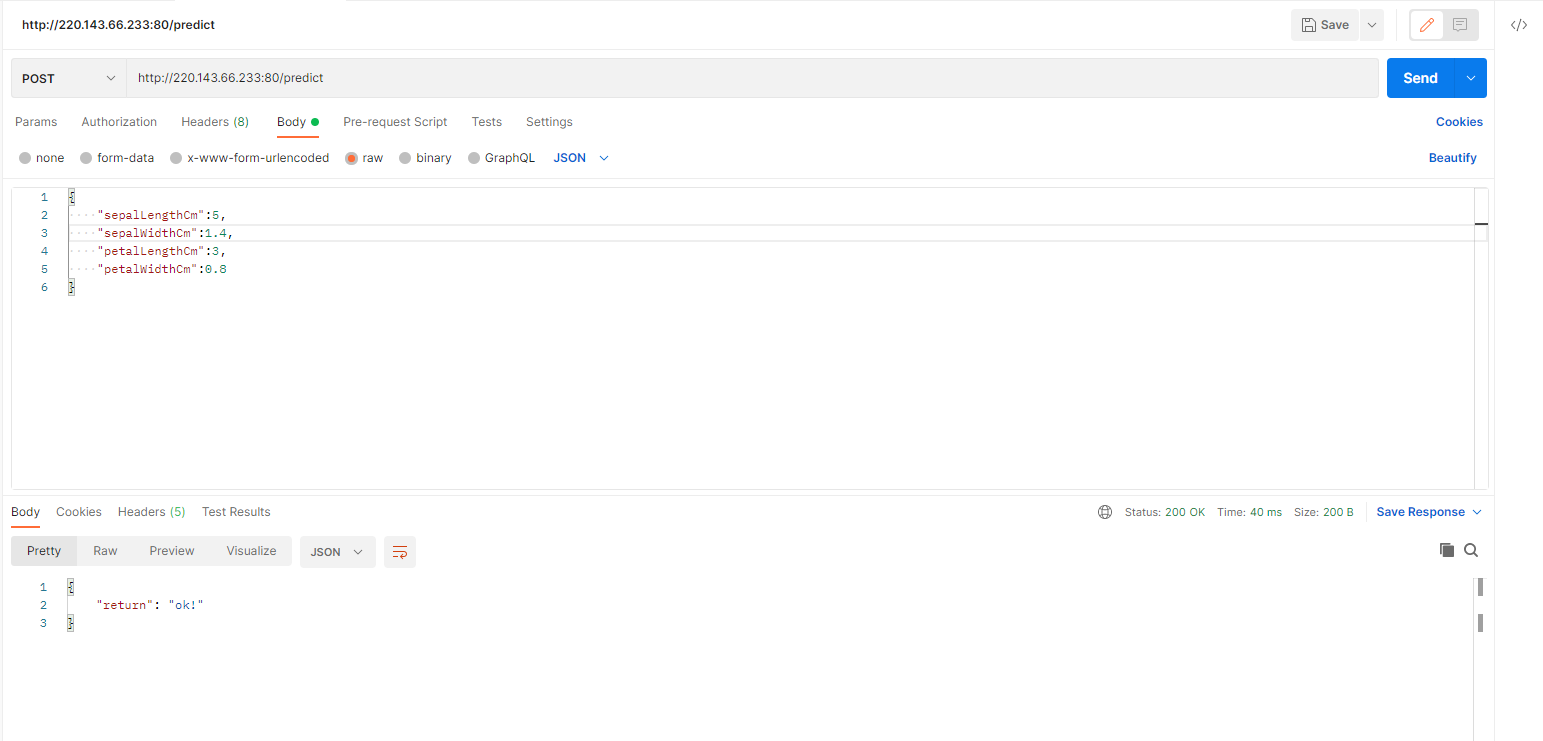 http://220.143.66.233:80/predict
Save
POST http://220.143.66.233:80/predict Send
Params Authorization Headers (8) Body Pre-request Script Tests Settings Cookies
none form-data x-www-form-urlencoded raw binary GraphQL JSON Beautify
1 {
2 "sepalLengthCm":5,
3 "sepalWidthCm":1.4,
4 "petalLengthCm":3,
5 "petalWidthCm":0.8
6 }
Body Cookies Headers (5) Test Results Status: 200 OK Time: 40 ms Size: 200 B Save Response
Pretty Raw Preview Visualize JSON
1 {
2 "return": "ok!"
3 }